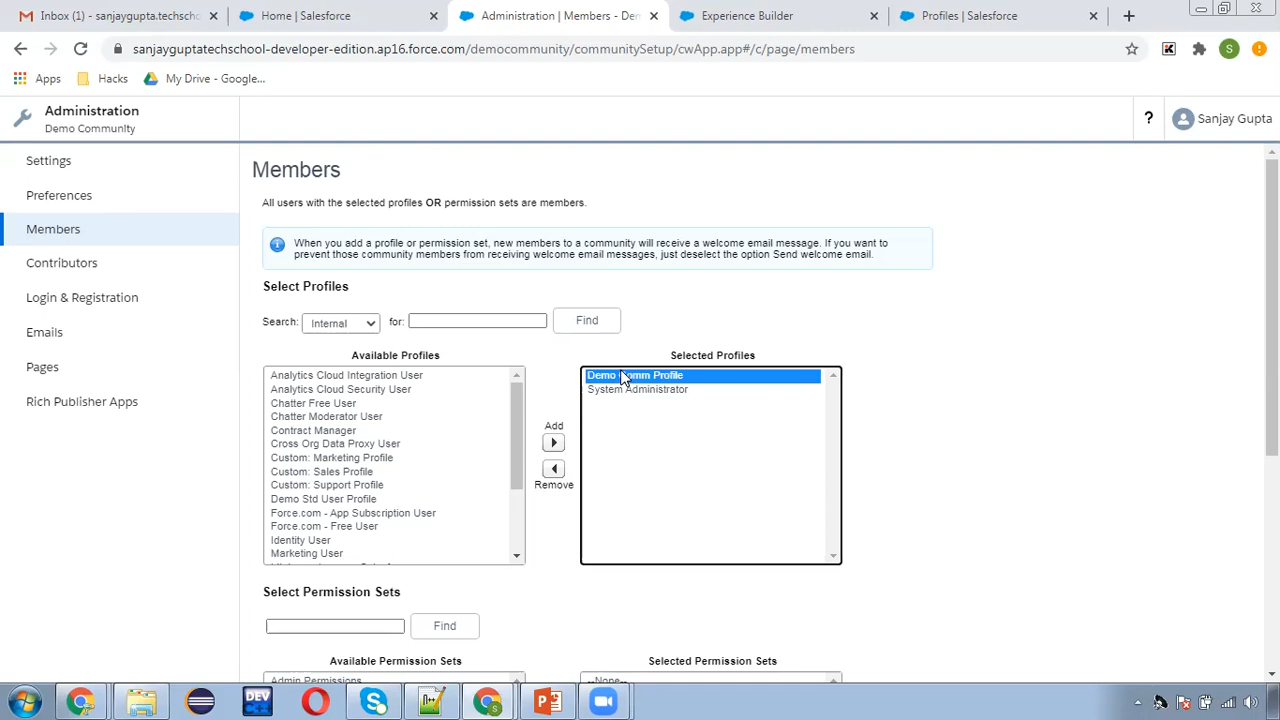 Inbox (1) - sanjaygupta.techscho
Home | Salesforce
Administration | Members - Dem
Experience Builder
Profiles | Salesforce
sanjayguptatechschool-developer-edition.ap16.force.com/democommunity/communitySetup/cwApp.app#/c/page/members
S
Apps
Hacks
My Drive - Google...
Administration
Demo Community
?
Sanjay Gupta
Settings
Preferences
Members
Contributors
Login & Registration
Emails
Pages
Rich Publisher Apps
Members
All users with the selected profiles OR permission sets are members.
When you add a profile or permission set, new members to a community will receive a welcome email message. If you want to
prevent those community members from receiving welcome email messages, just deselect the option Send welcome email.
Select Profiles
Search: Internal for: Find
Available Profiles
Analytics Cloud Integration User
Analytics Cloud Security User
Chatter Free User
Chatter Moderator User
Contract Manager
Cross Org Data Proxy User
Custom: Marketing Profile
Custom: Sales Profile
Custom: Support Profile
Demo Std User Profile
Force.com - App Subscription User
Force.com - Free User
Identity User
Marketing User
Add
Remove
Selected Profiles
Demo Comm Profile
System Administrator
Select Permission Sets
Find
Available Permission Sets
Admin Permissions
Selected Permission Sets
--None--
DEV